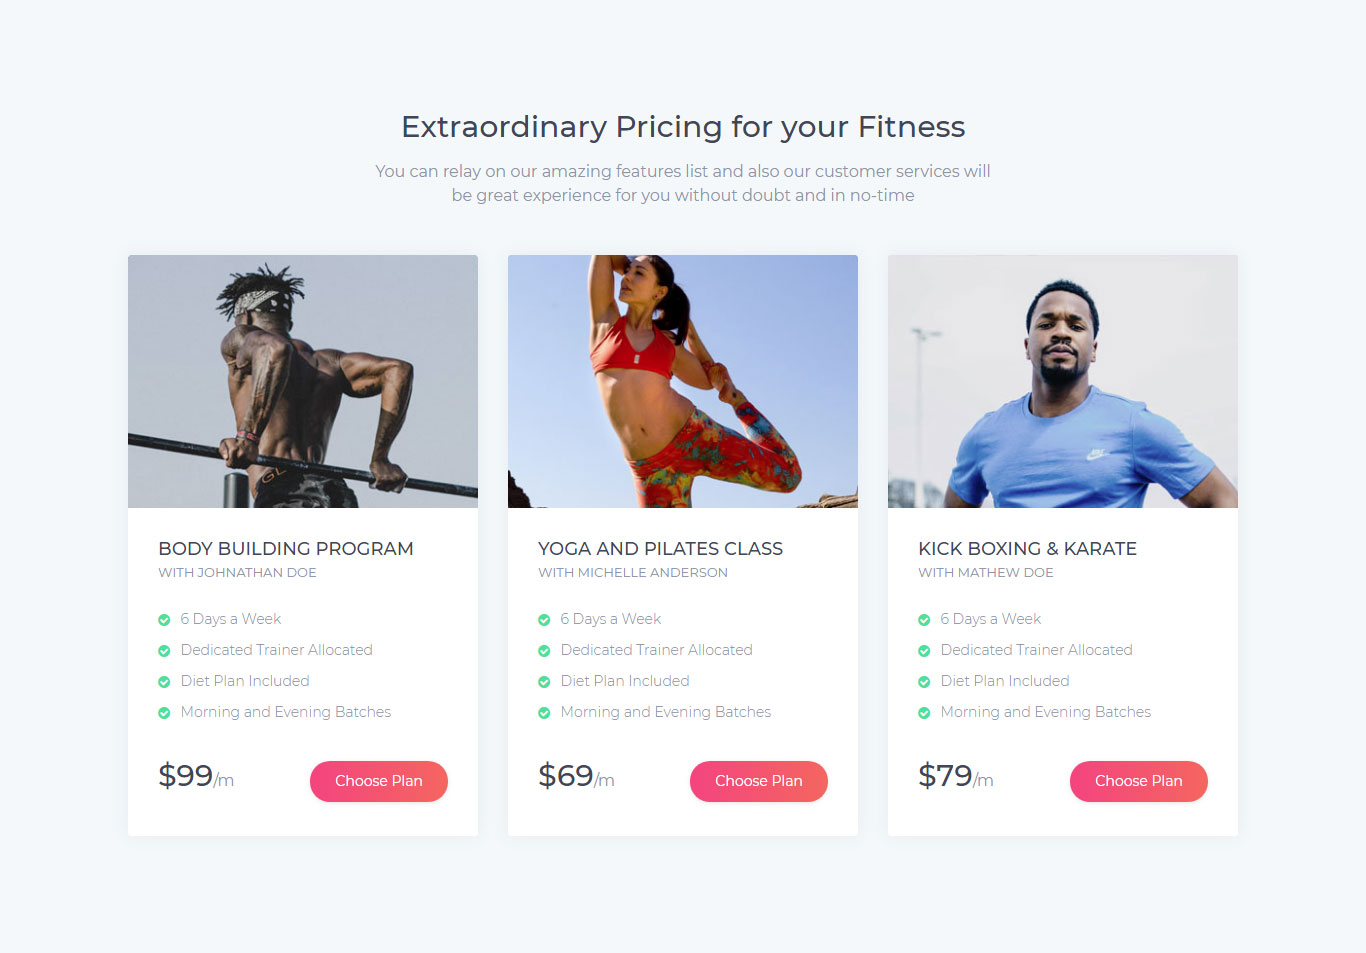 Extraordinary Pricing for your Fitness
You can relay on our amazing features list and also our customer services will
be great experience for you without doubt and in no-time
BODY BUILDING PROGRAM
WITH JOHNATHAN DOE
6 Days a Week
Dedicated Trainer Allocated
Diet Plan Included
Morning and Evening Batches
$99/m
Choose Plan
YOGA AND PILATES CLASS
WITH MICHELLE ANDERSON
6 Days a Week
Dedicated Trainer Allocated
Diet Plan Included
Morning and Evening Batches
$69/m
Choose Plan
KICK BOXING & KARATE
WITH MATHEW DOE
6 Days a Week
Dedicated Trainer Allocated
Diet Plan Included
Morning and Evening Batches
$79/m
Choose Plan